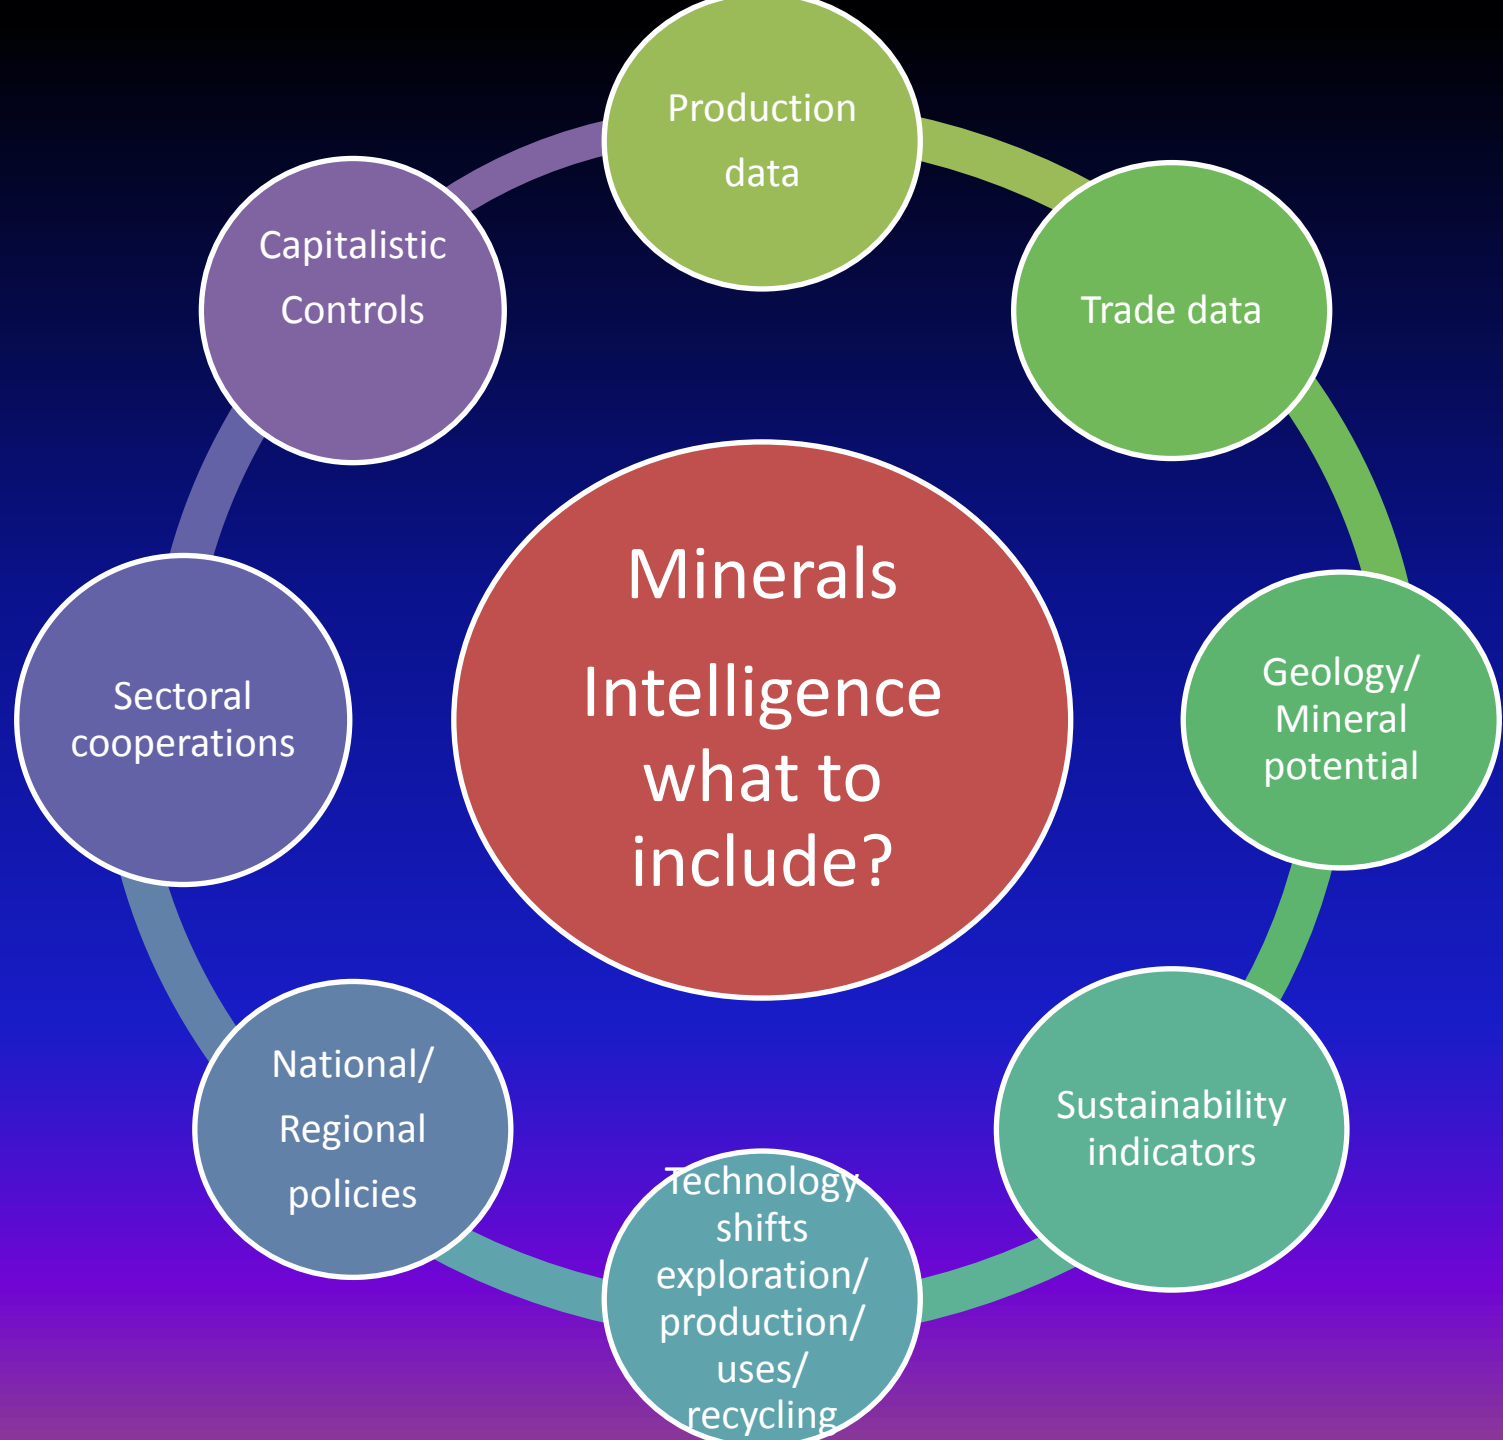 Production
data
Trade data
Geology/
Mineral
potential
Sustainability
indicators
Technology
shifts
exploration/
production/
uses/
recycling
National/
Regional
policies
Sectoral
cooperations
Capitalistic
Controls
Minerals
Intelligence
what to
include?